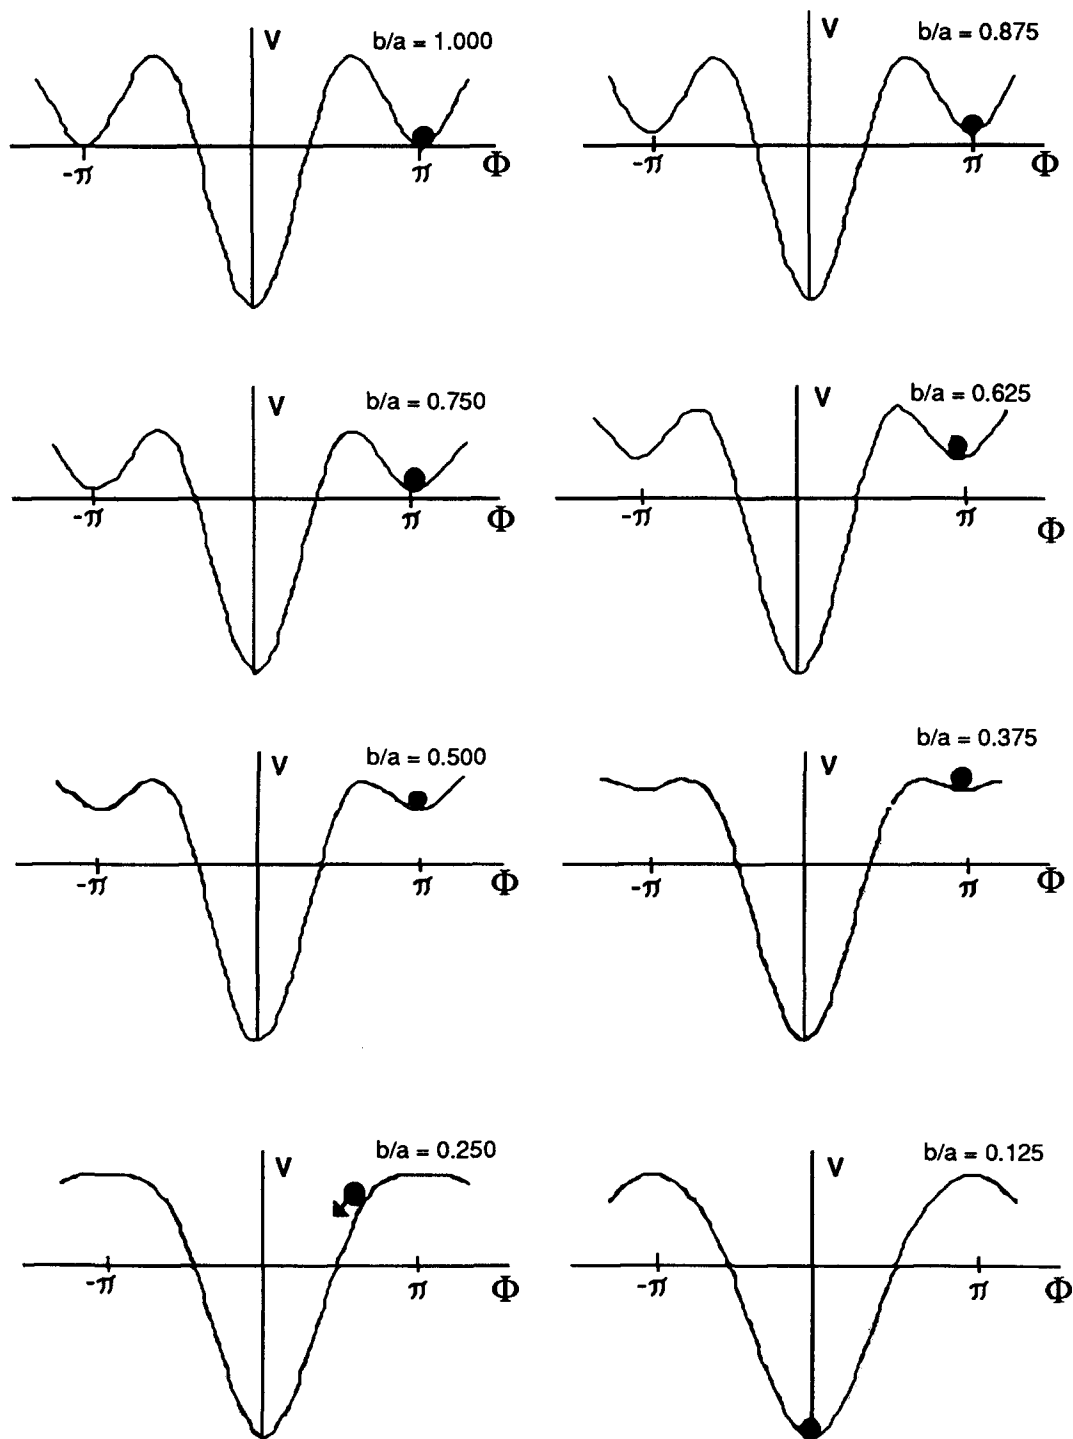 V
b/a = 1.000
-π
π
Φ
V
b/a = 0.875
-π
π
Φ
V
b/a = 0.750
-π
π
Φ
V
b/a = 0.625
-π
π
Φ
V
b/a = 0.500
-π
π
Φ
V
b/a = 0.375
-π
π
Φ
V
b/a = 0.250
-π
π
Φ
V
b/a = 0.125
-π
π
Φ